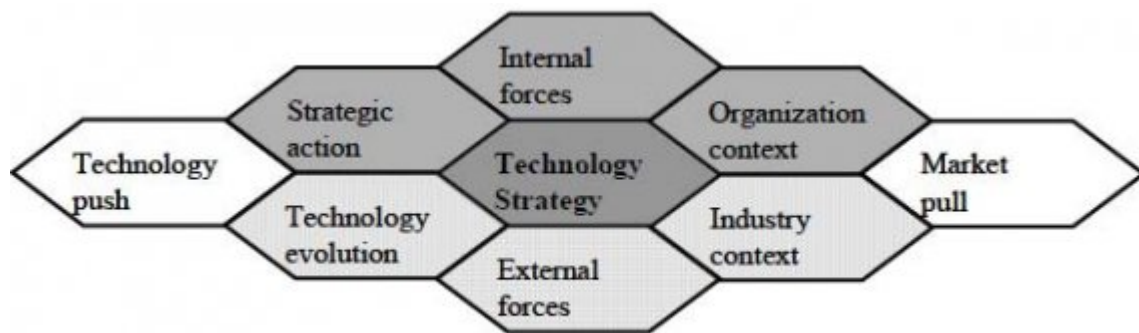 Internal
forces
Strategic
action
Organization
context
Technology
push
Technology
Strategy
Market
pull
Technology
evolution
Industry
context
External
forces